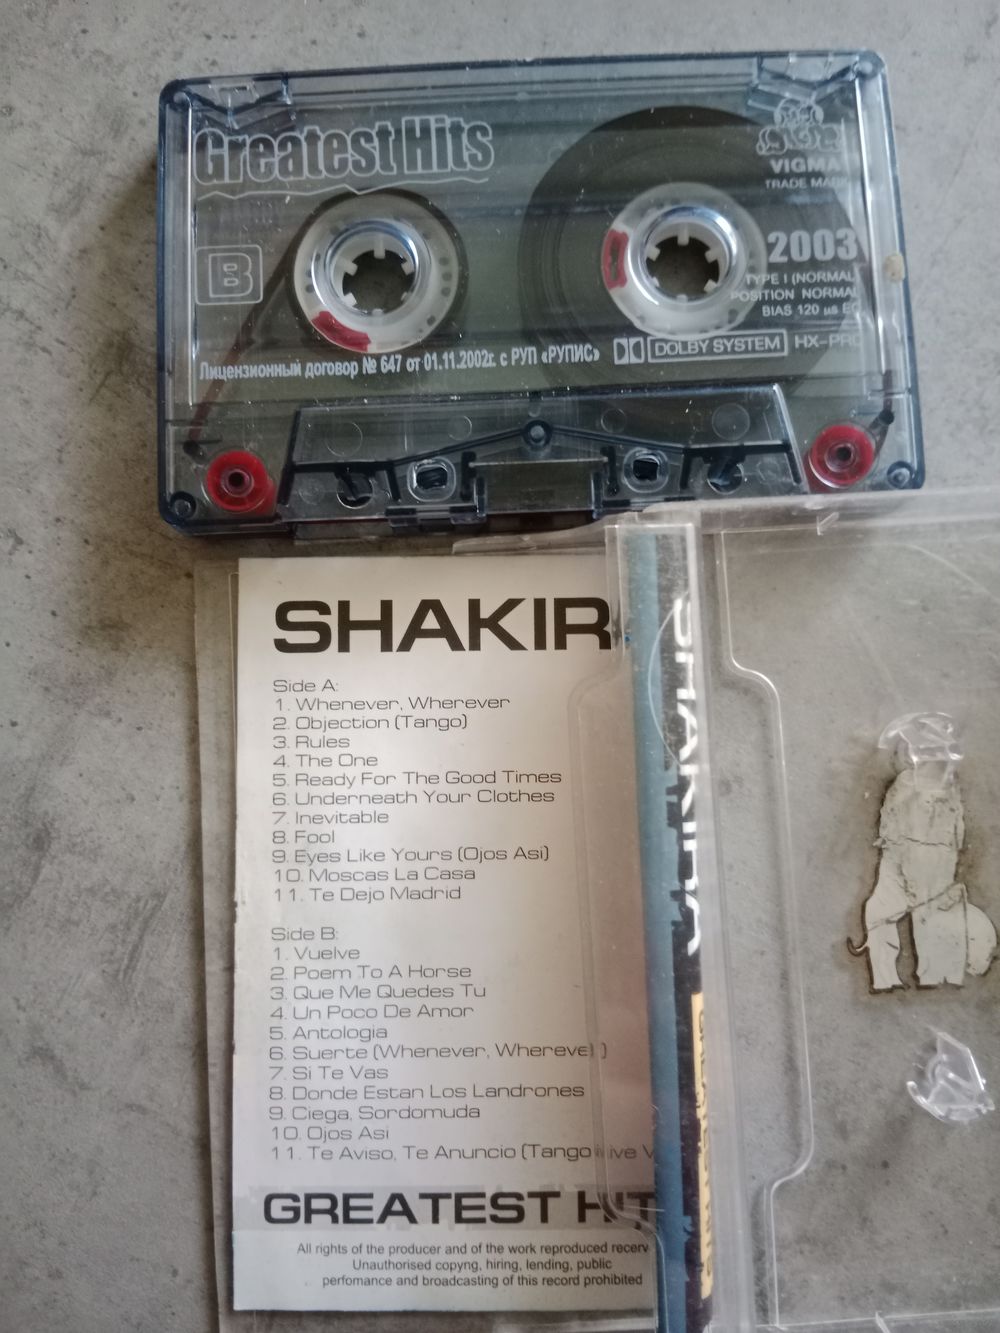 Greatest Hits
VIGMA
TRADE MARK
B
2003
TYPE I (NORMAL
POSITION NORMAL
BIAS 120 µs EQ
Лицензионный договор № 647 от 01.11.2002г. с РУП «РУПИС»
DOLBY SYSTEM HX-PRO
SHAKIR
Side A:
1. Whenever, Wherever
2. Objection (Tango)
3. Rules
4. The One
5. Ready For The Good Times
6. Underneath Your Clothes
7. Inevitable
8. Fool
9. Eyes Like Yours (Ojos Asi)
10. Moscas La Casa
11. Te Dejo Madrid
Side B:
1. Vuelve
2. Poem To A Horse
3. Que Me Quedes Tu
4. Un Poco De Amor
5. Antologia
6. Suerte (Whenever, Wherever)
7. Si Te Vas
8. Donde Estan Los Landrones
9. Ciega, Sordomuda
10. Ojos Asi
11. Te Aviso, Te Anuncio (Tango Live V
GREATEST HIT
All rights of the producer and of the work reproduced recerv
Unauthorised copyng, hiring, lending, public
perfomance and broadcasting of this record prohibited
SHAKIRA
GREATEST HITS